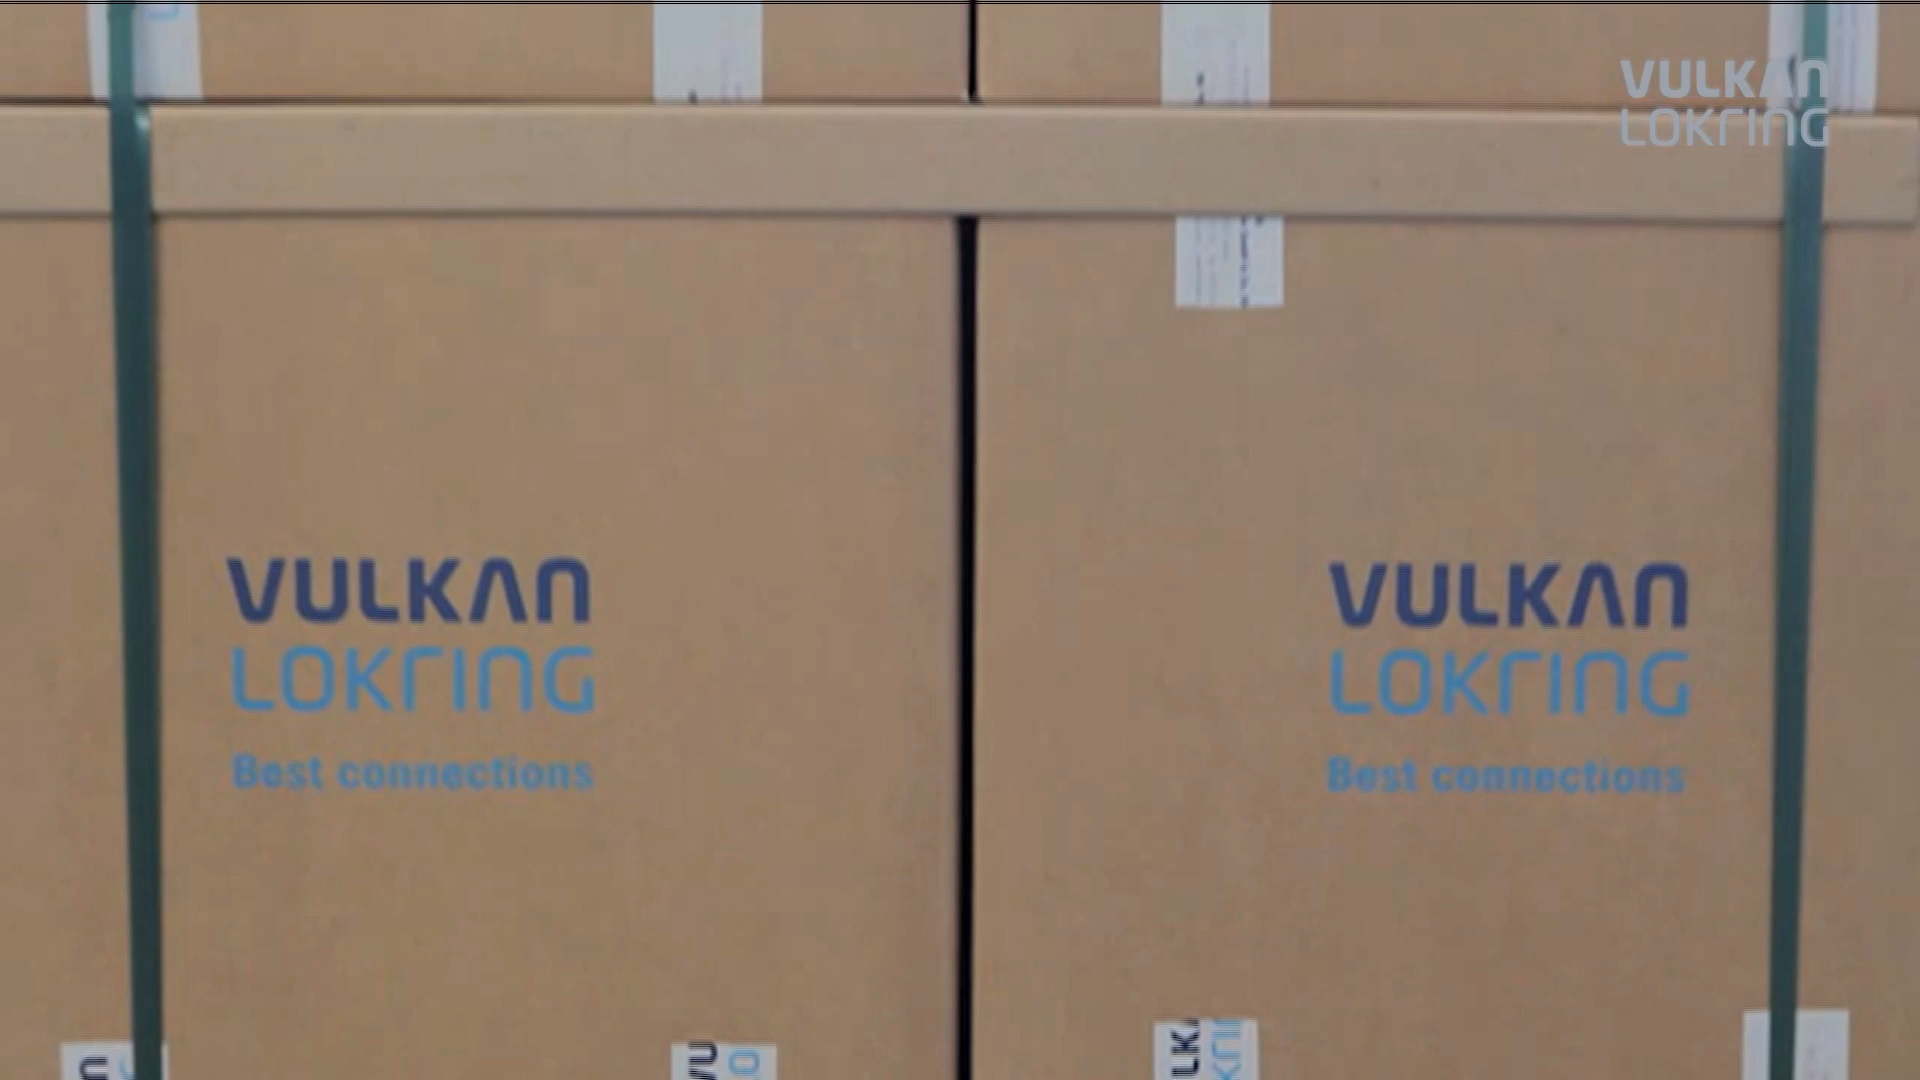 VULKAN
LOKRING
VULKAN
LOKRING
Best connections
VULKAN
LOKRING
Best connections